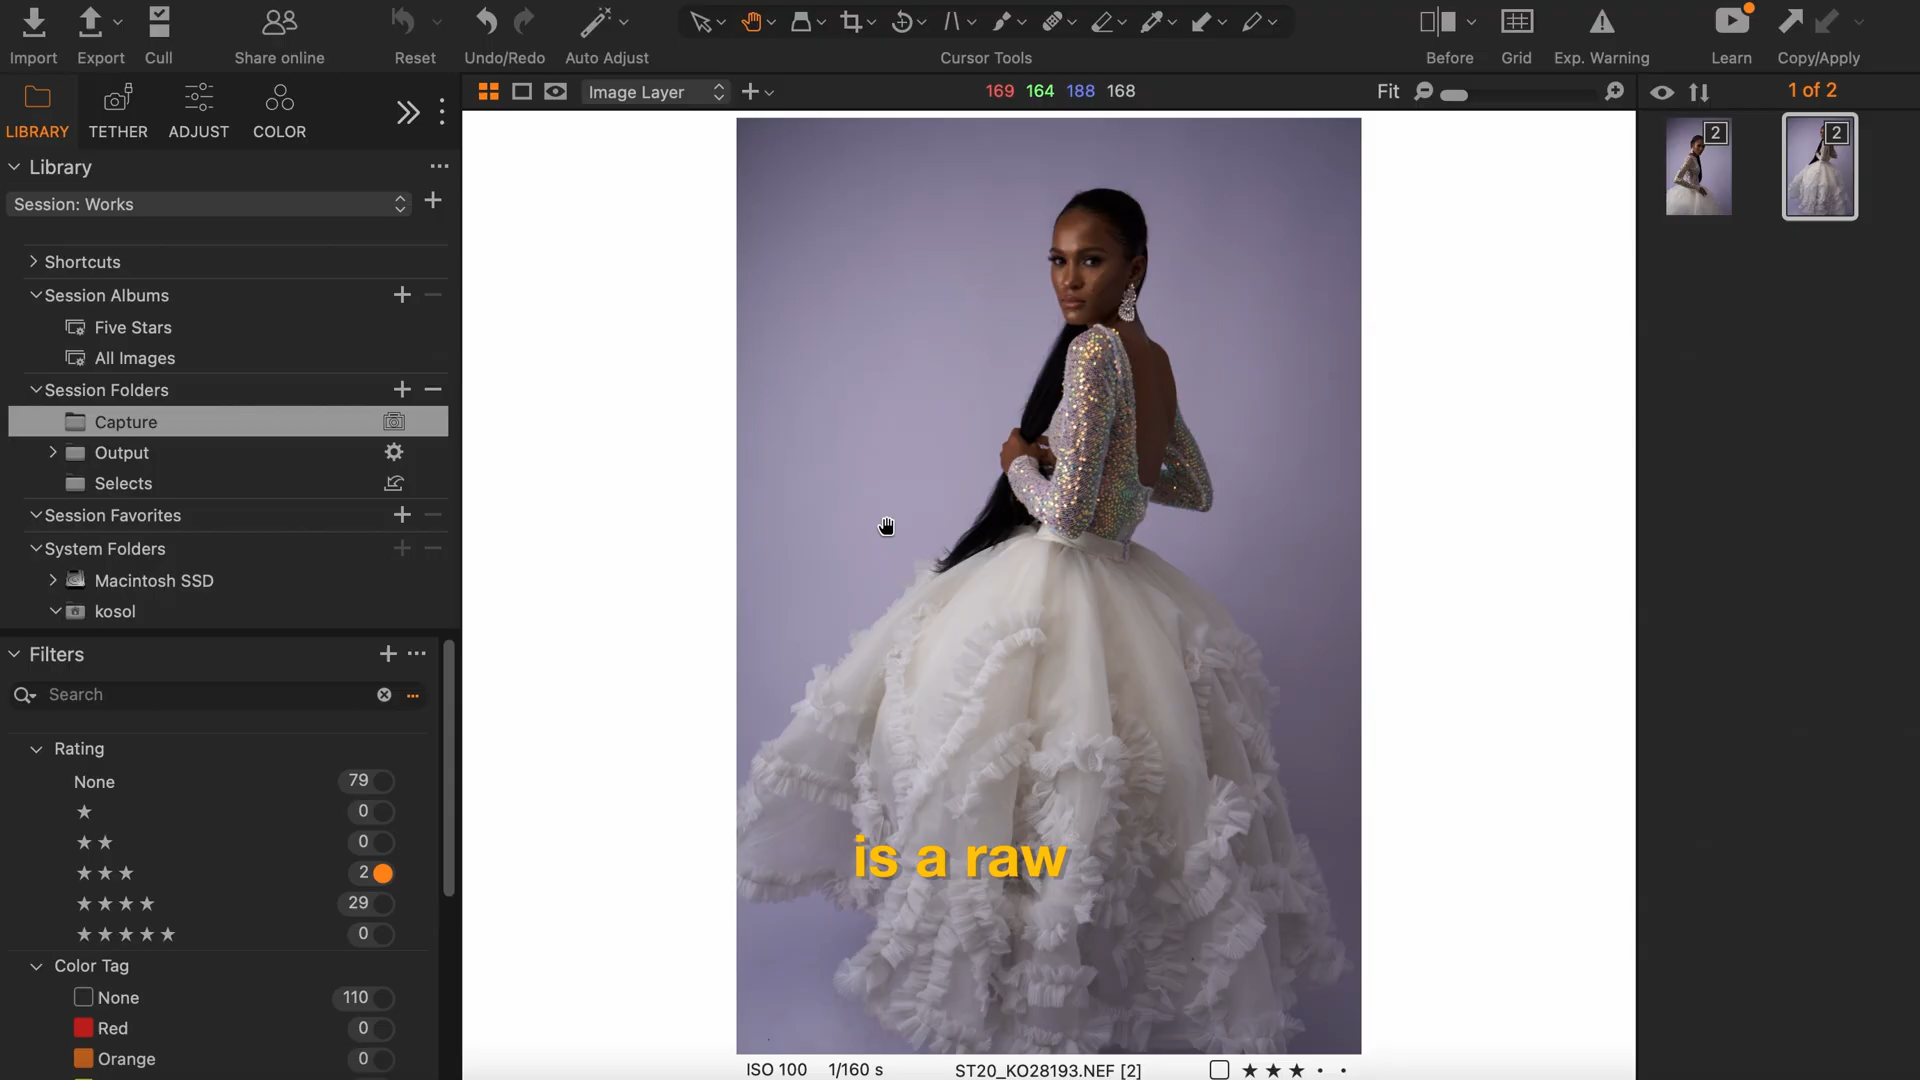 Import
Export
Cull
Share online
Reset
Undo/Redo
Auto Adjust
Cursor Tools
Before
Grid
Exp. Warning
Learn
Copy/Apply
LIBRARY
TETHER
ADJUST
COLOR
Image Layer
169 164 188 168
Fit
1 of 2
Library
Session: Works
Shortcuts
Session Albums
Five Stars
All Images
Session Folders
Capture
Output
Selects
Session Favorites
System Folders
Macintosh SSD
kosol
Filters
Search
Rating
None 79
0
0
2
29
0
Color Tag
None 110
Red 0
Orange 0
2
2
is a raw
ISO 100 1/160 s ST20_KO28193.NEF [2]